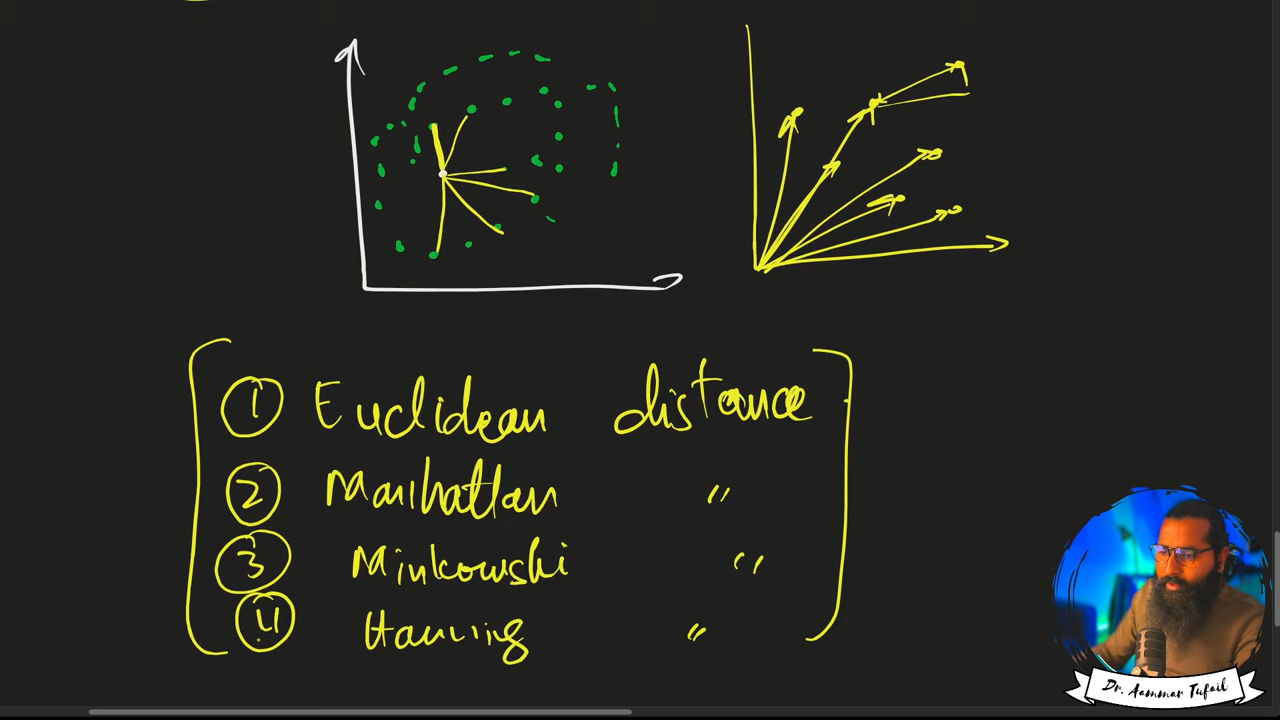 ① Euclidean distance
② Manhattan "
③ Minkowski "
④ Hamming "
Dr. Aammar Tufail